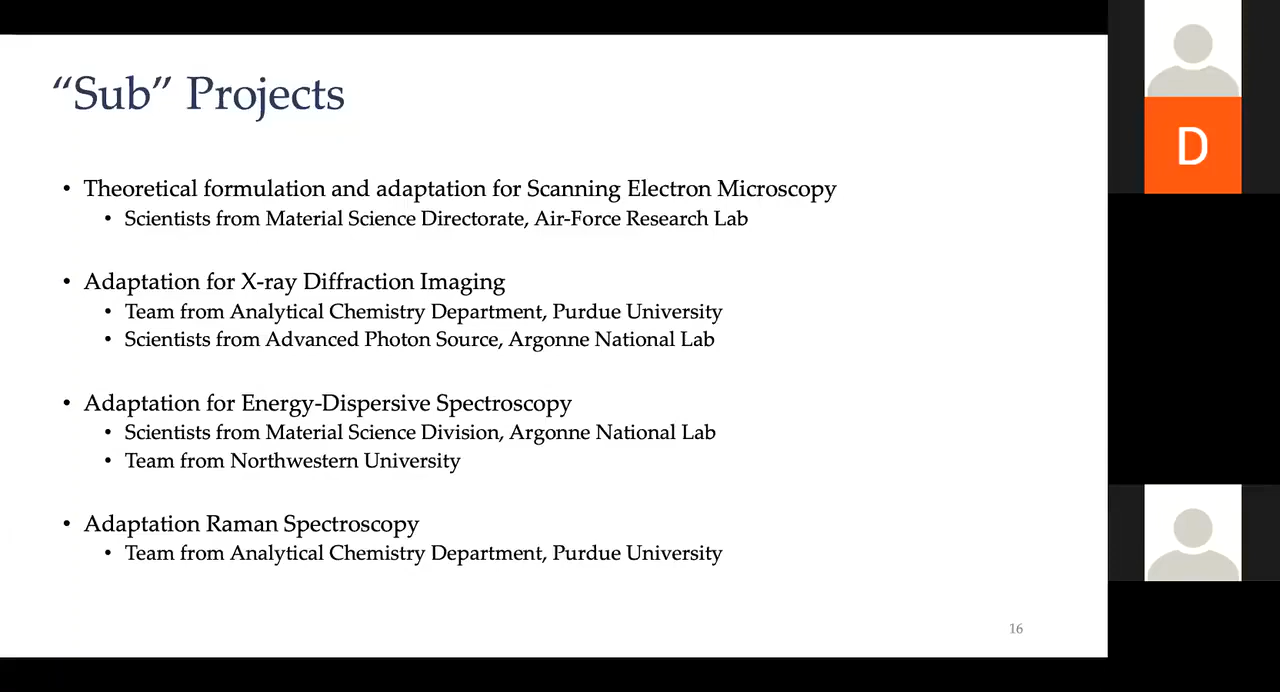 “Sub” Projects
• Theoretical formulation and adaptation for Scanning Electron Microscopy
• Scientists from Material Science Directorate, Air-Force Research Lab
• Adaptation for X-ray Diffraction Imaging
• Team from Analytical Chemistry Department, Purdue University
• Scientists from Advanced Photon Source, Argonne National Lab
• Adaptation for Energy-Dispersive Spectroscopy
• Scientists from Material Science Division, Argonne National Lab
• Team from Northwestern University
• Adaptation Raman Spectroscopy
• Team from Analytical Chemistry Department, Purdue University
16
D